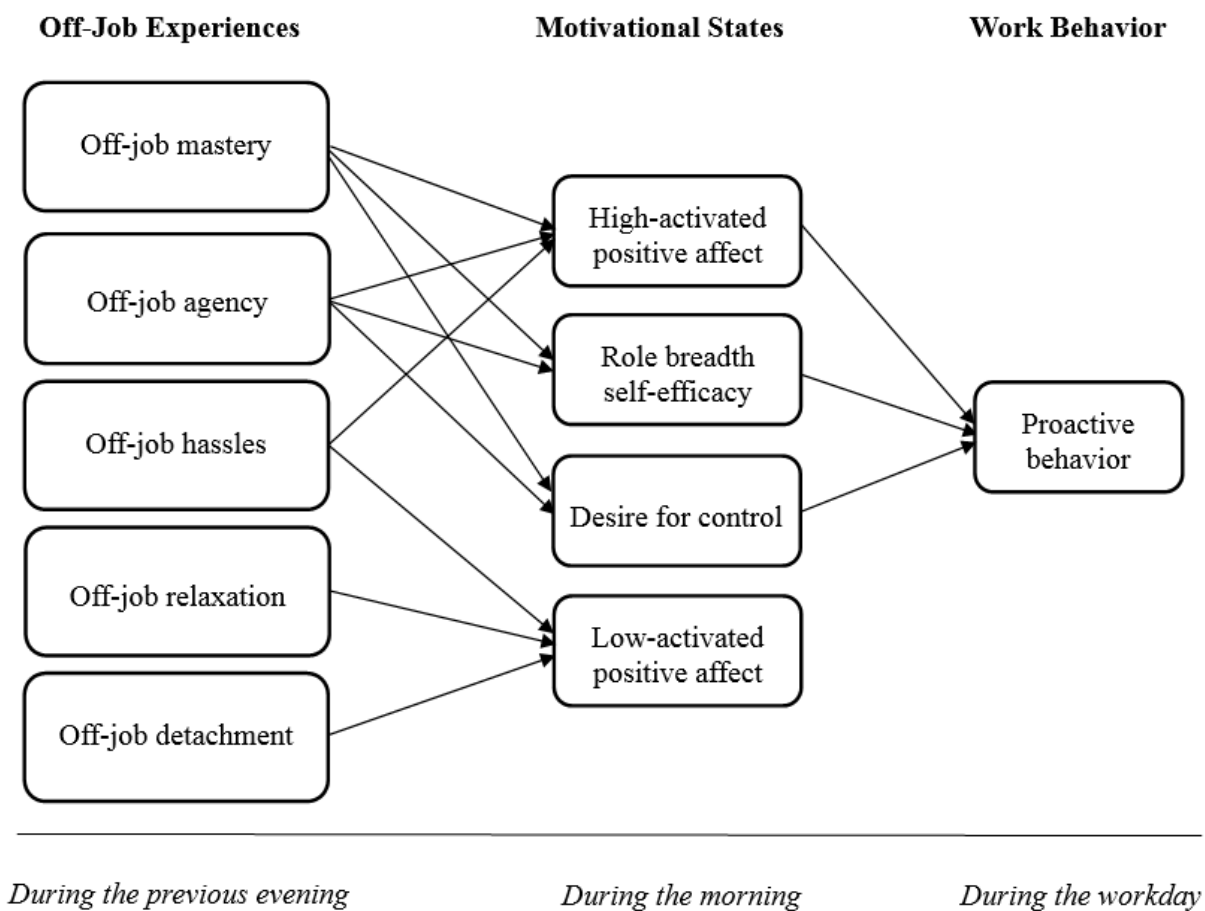 Off-Job Experiences
Motivational States
Work Behavior
Off-job mastery
Off-job agency
Off-job hassles
Off-job relaxation
Off-job detachment
High-activated
positive affect
Role breadth
self-efficacy
Desire for control
Low-activated
positive affect
Proactive
behavior
During the previous evening
During the morning
During the workday